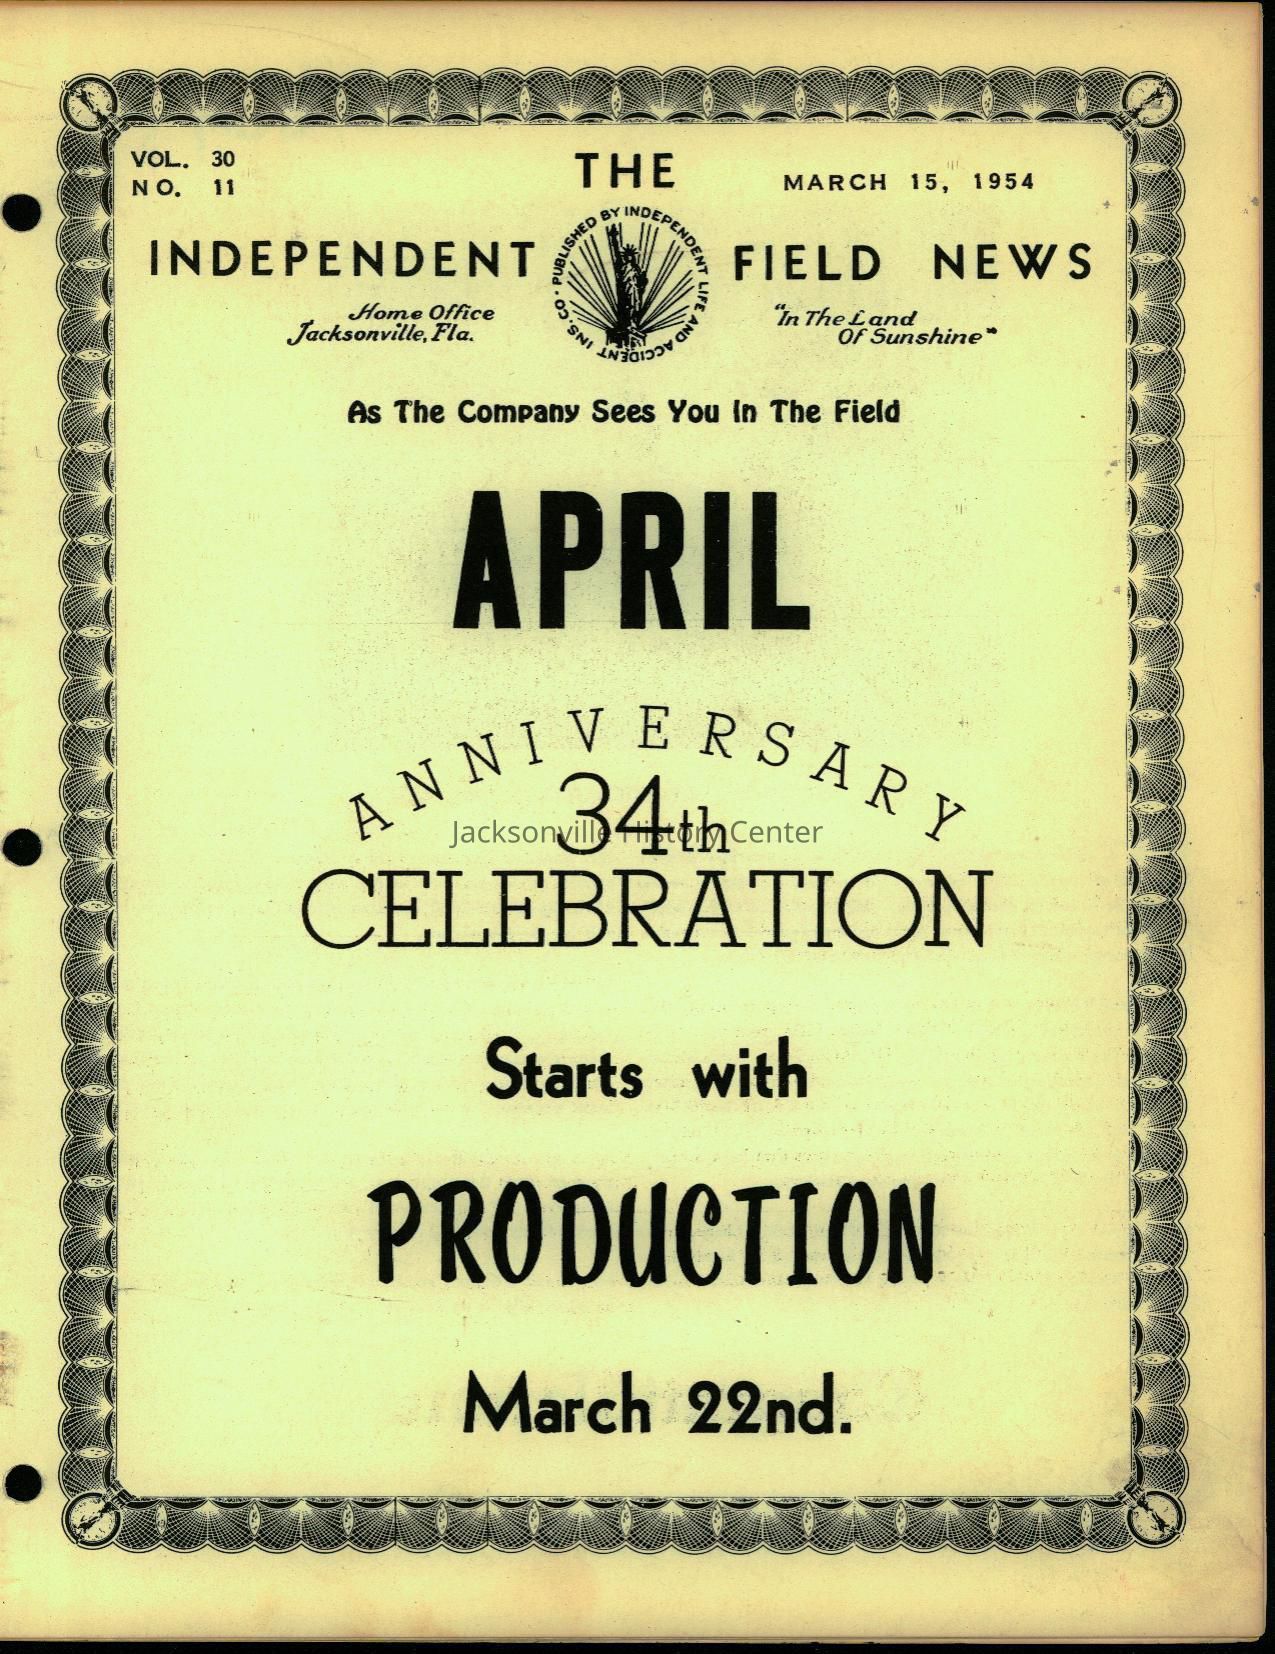 VOL. 30
NO. 11
THE
MARCH 15, 1954
INDEPENDENT FIELD NEWS
PUBLISHED BY INDEPENDENT LIFE AND ACCIDENT INS. CO.
Home Office
Jacksonville, Fla.
"In The Land
Of Sunshine"
As The Company Sees You In The Field
APRIL
ANNIVERSARY
34th
Jacksonville History Center
CELEBRATION
Starts with
PRODUCTION
March 22nd.